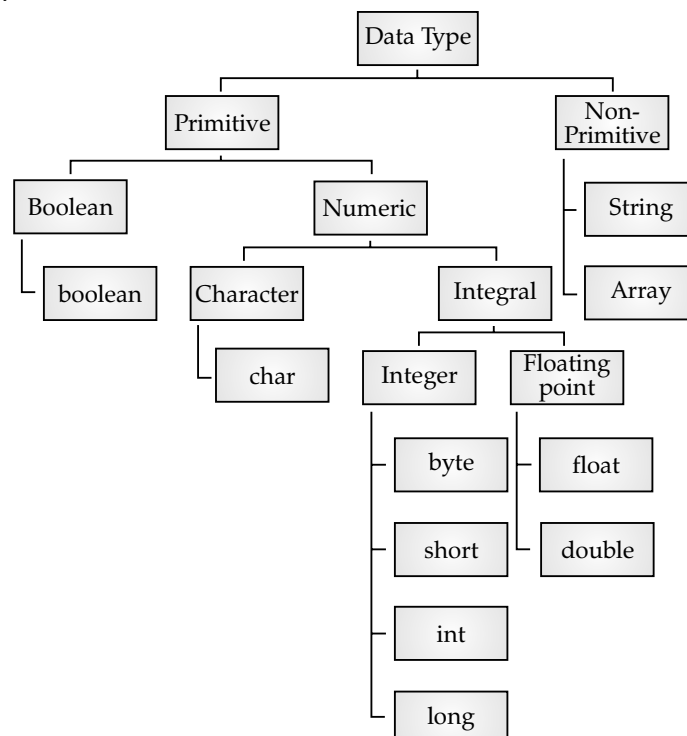 Data Type
Primitive
Non-
Primitive
Boolean
Numeric
String
boolean
Character
Integral
Array
char
Integer
Floating
point
byte
float
short
double
int
long